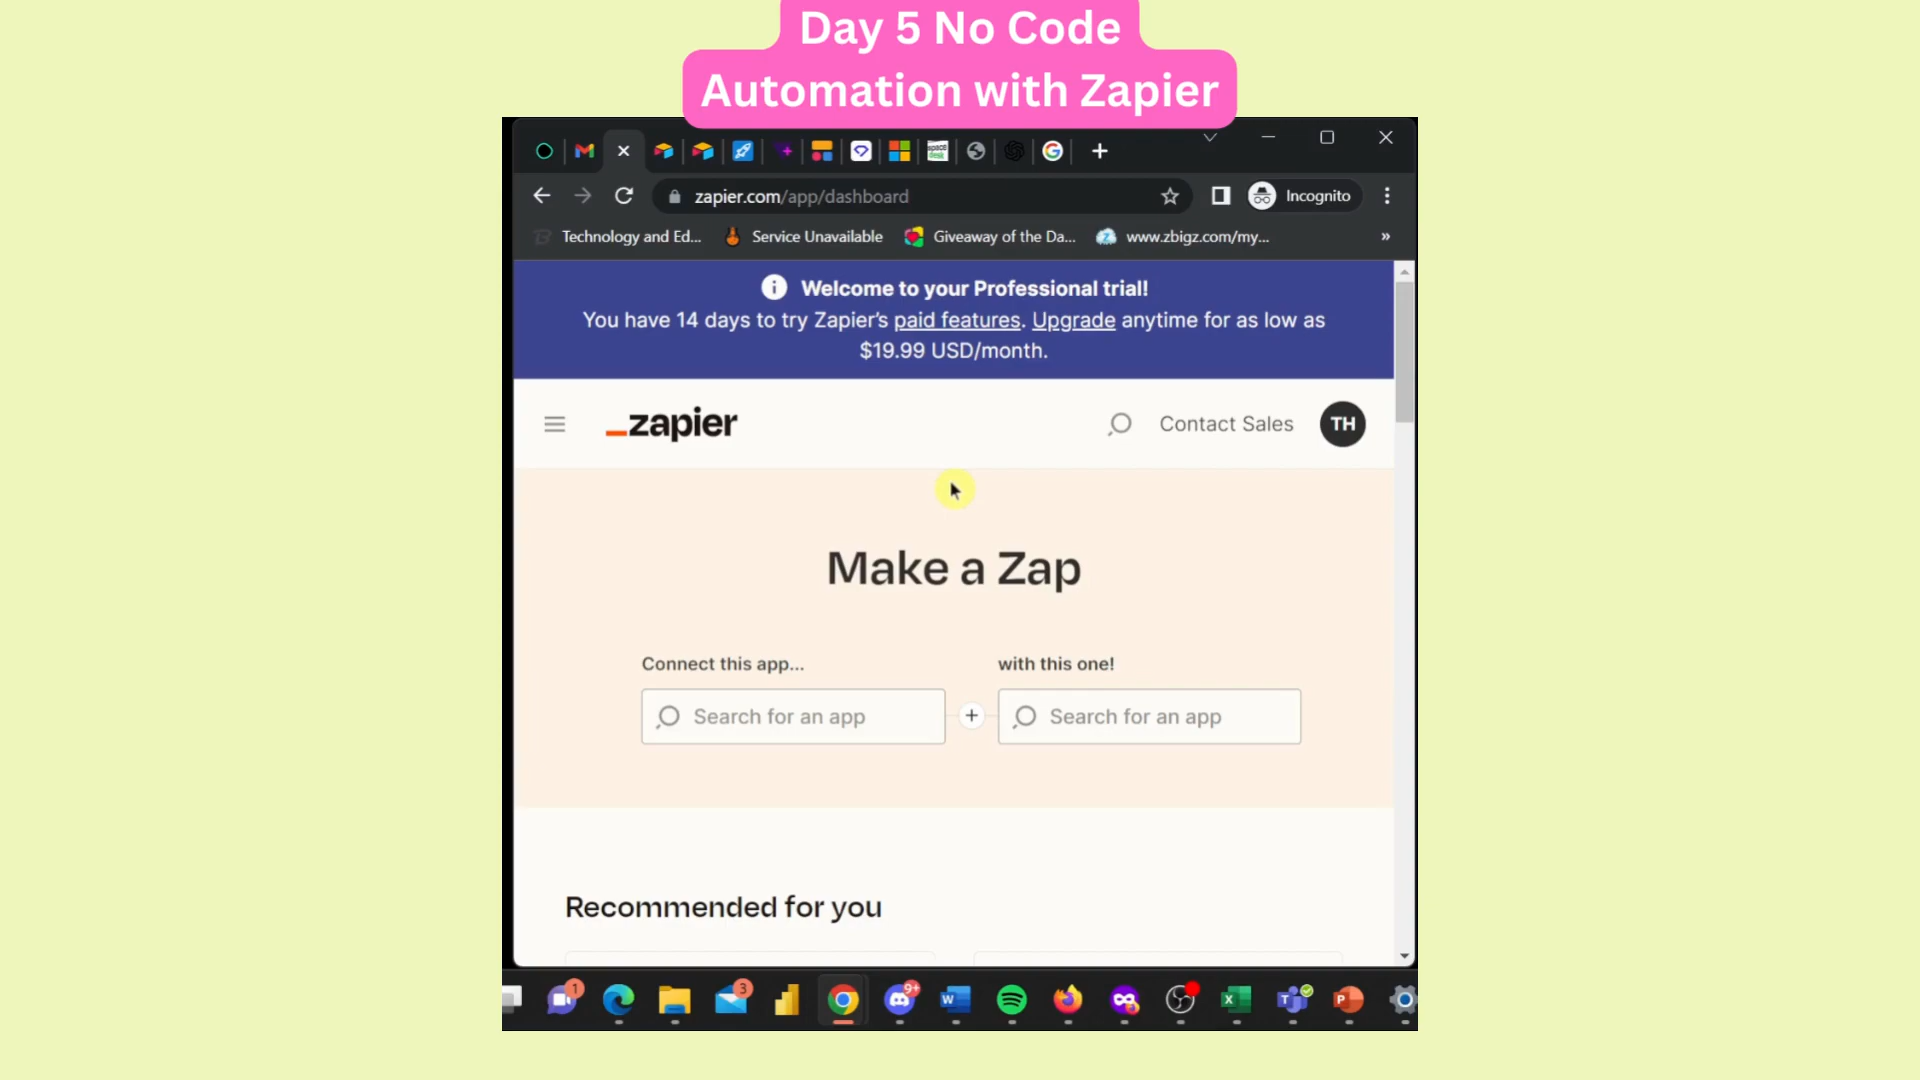 Day 5 No Code
Automation with Zapier
zapier.com/app/dashboard
Incognito
Technology and Ed...
Service Unavailable
Giveaway of the Da...
www.zbigz.com/my...
»
Welcome to your Professional trial!
You have 14 days to try Zapier's paid features. Upgrade anytime for as low as
$19.99 USD/month.
zapier
Contact Sales
TH
Make a Zap
Connect this app...
with this one!
Search for an app
+
Search for an app
Recommended for you
1
3
9+